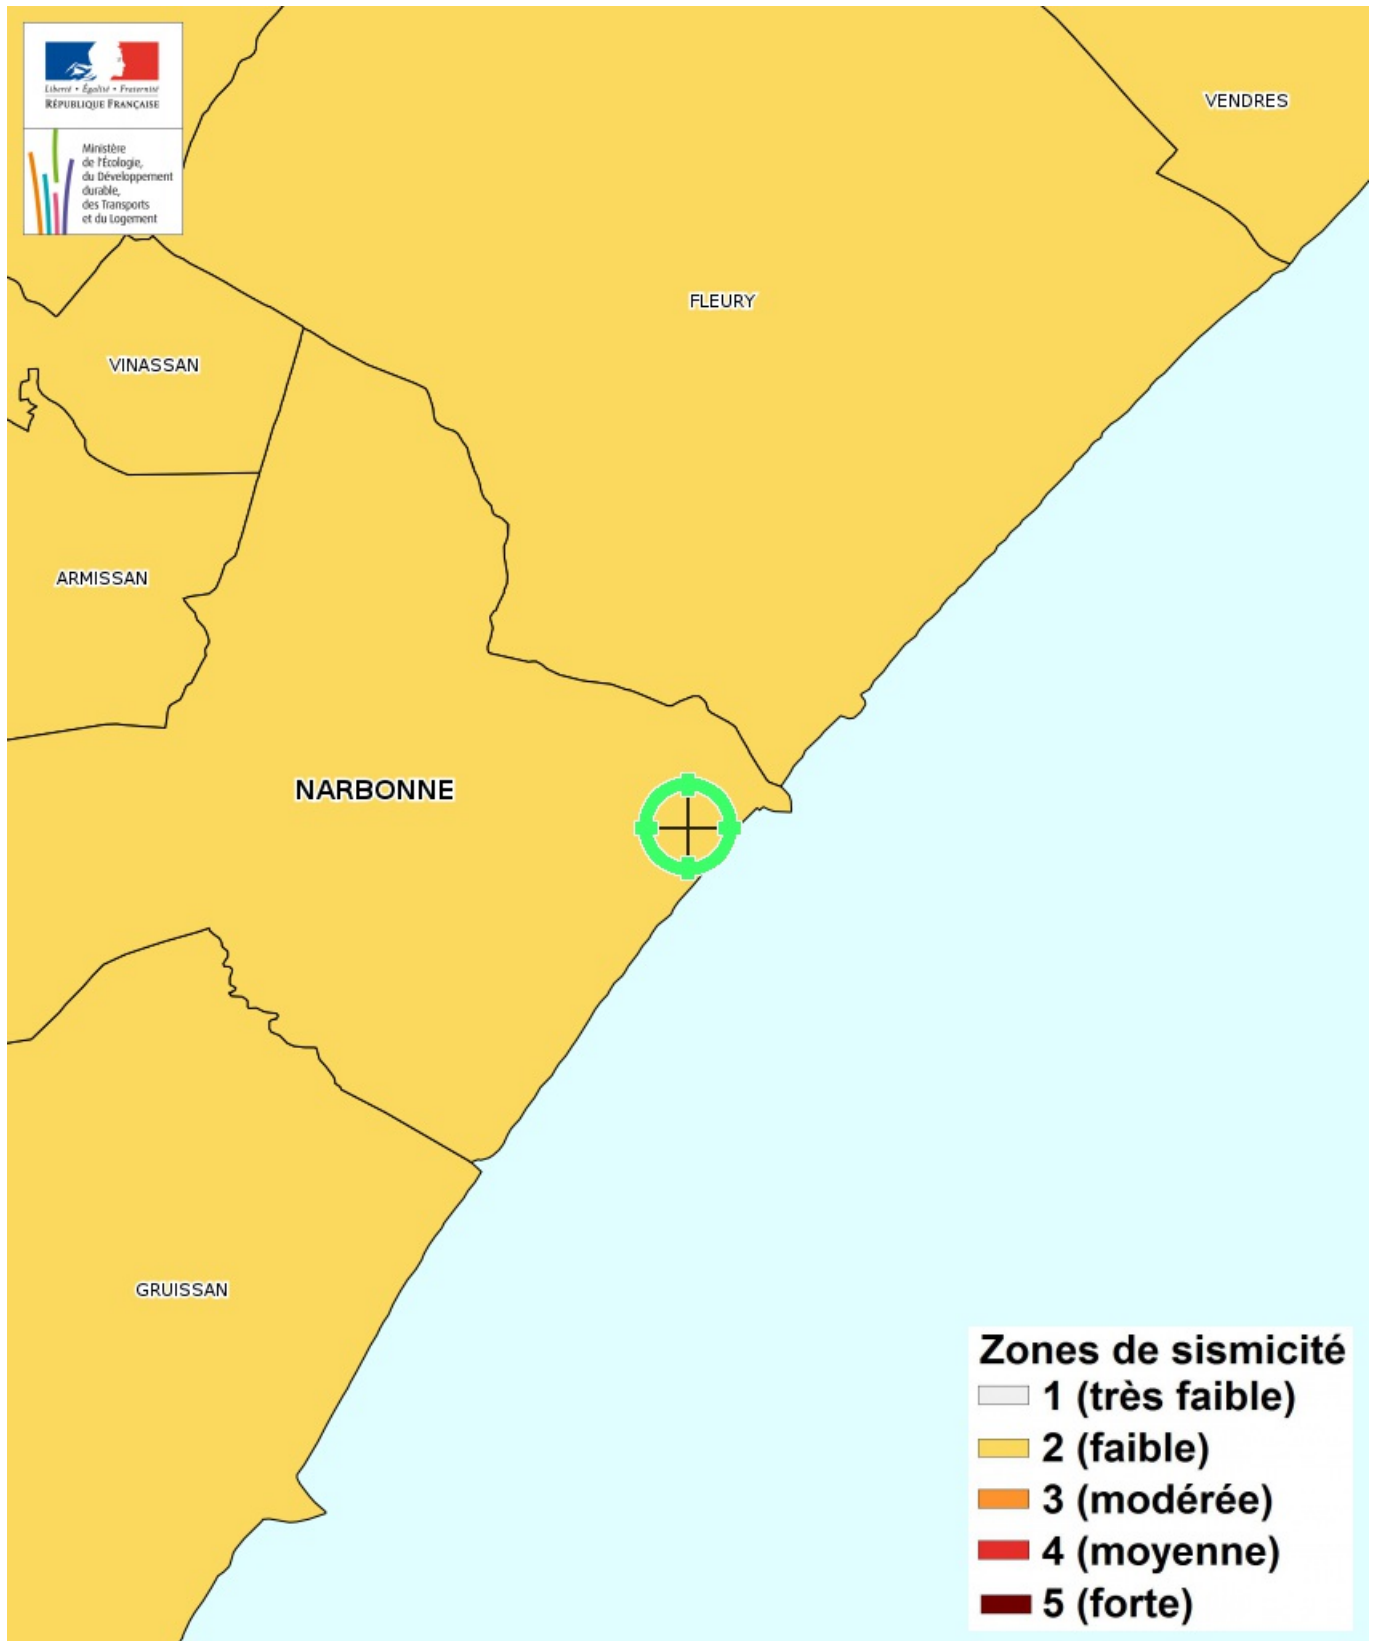 Liberté • Égalité • Fraternité
RÉPUBLIQUE FRANÇAISE
Ministère
de l'Écologie,
du Développement
durable,
des Transports
et du Logement
VENDRES
FLEURY
VINASSAN
ARMISSAN
NARBONNE
GRUISSAN
Zones de sismicité
1 (très faible)
2 (faible)
3 (modérée)
4 (moyenne)
5 (forte)